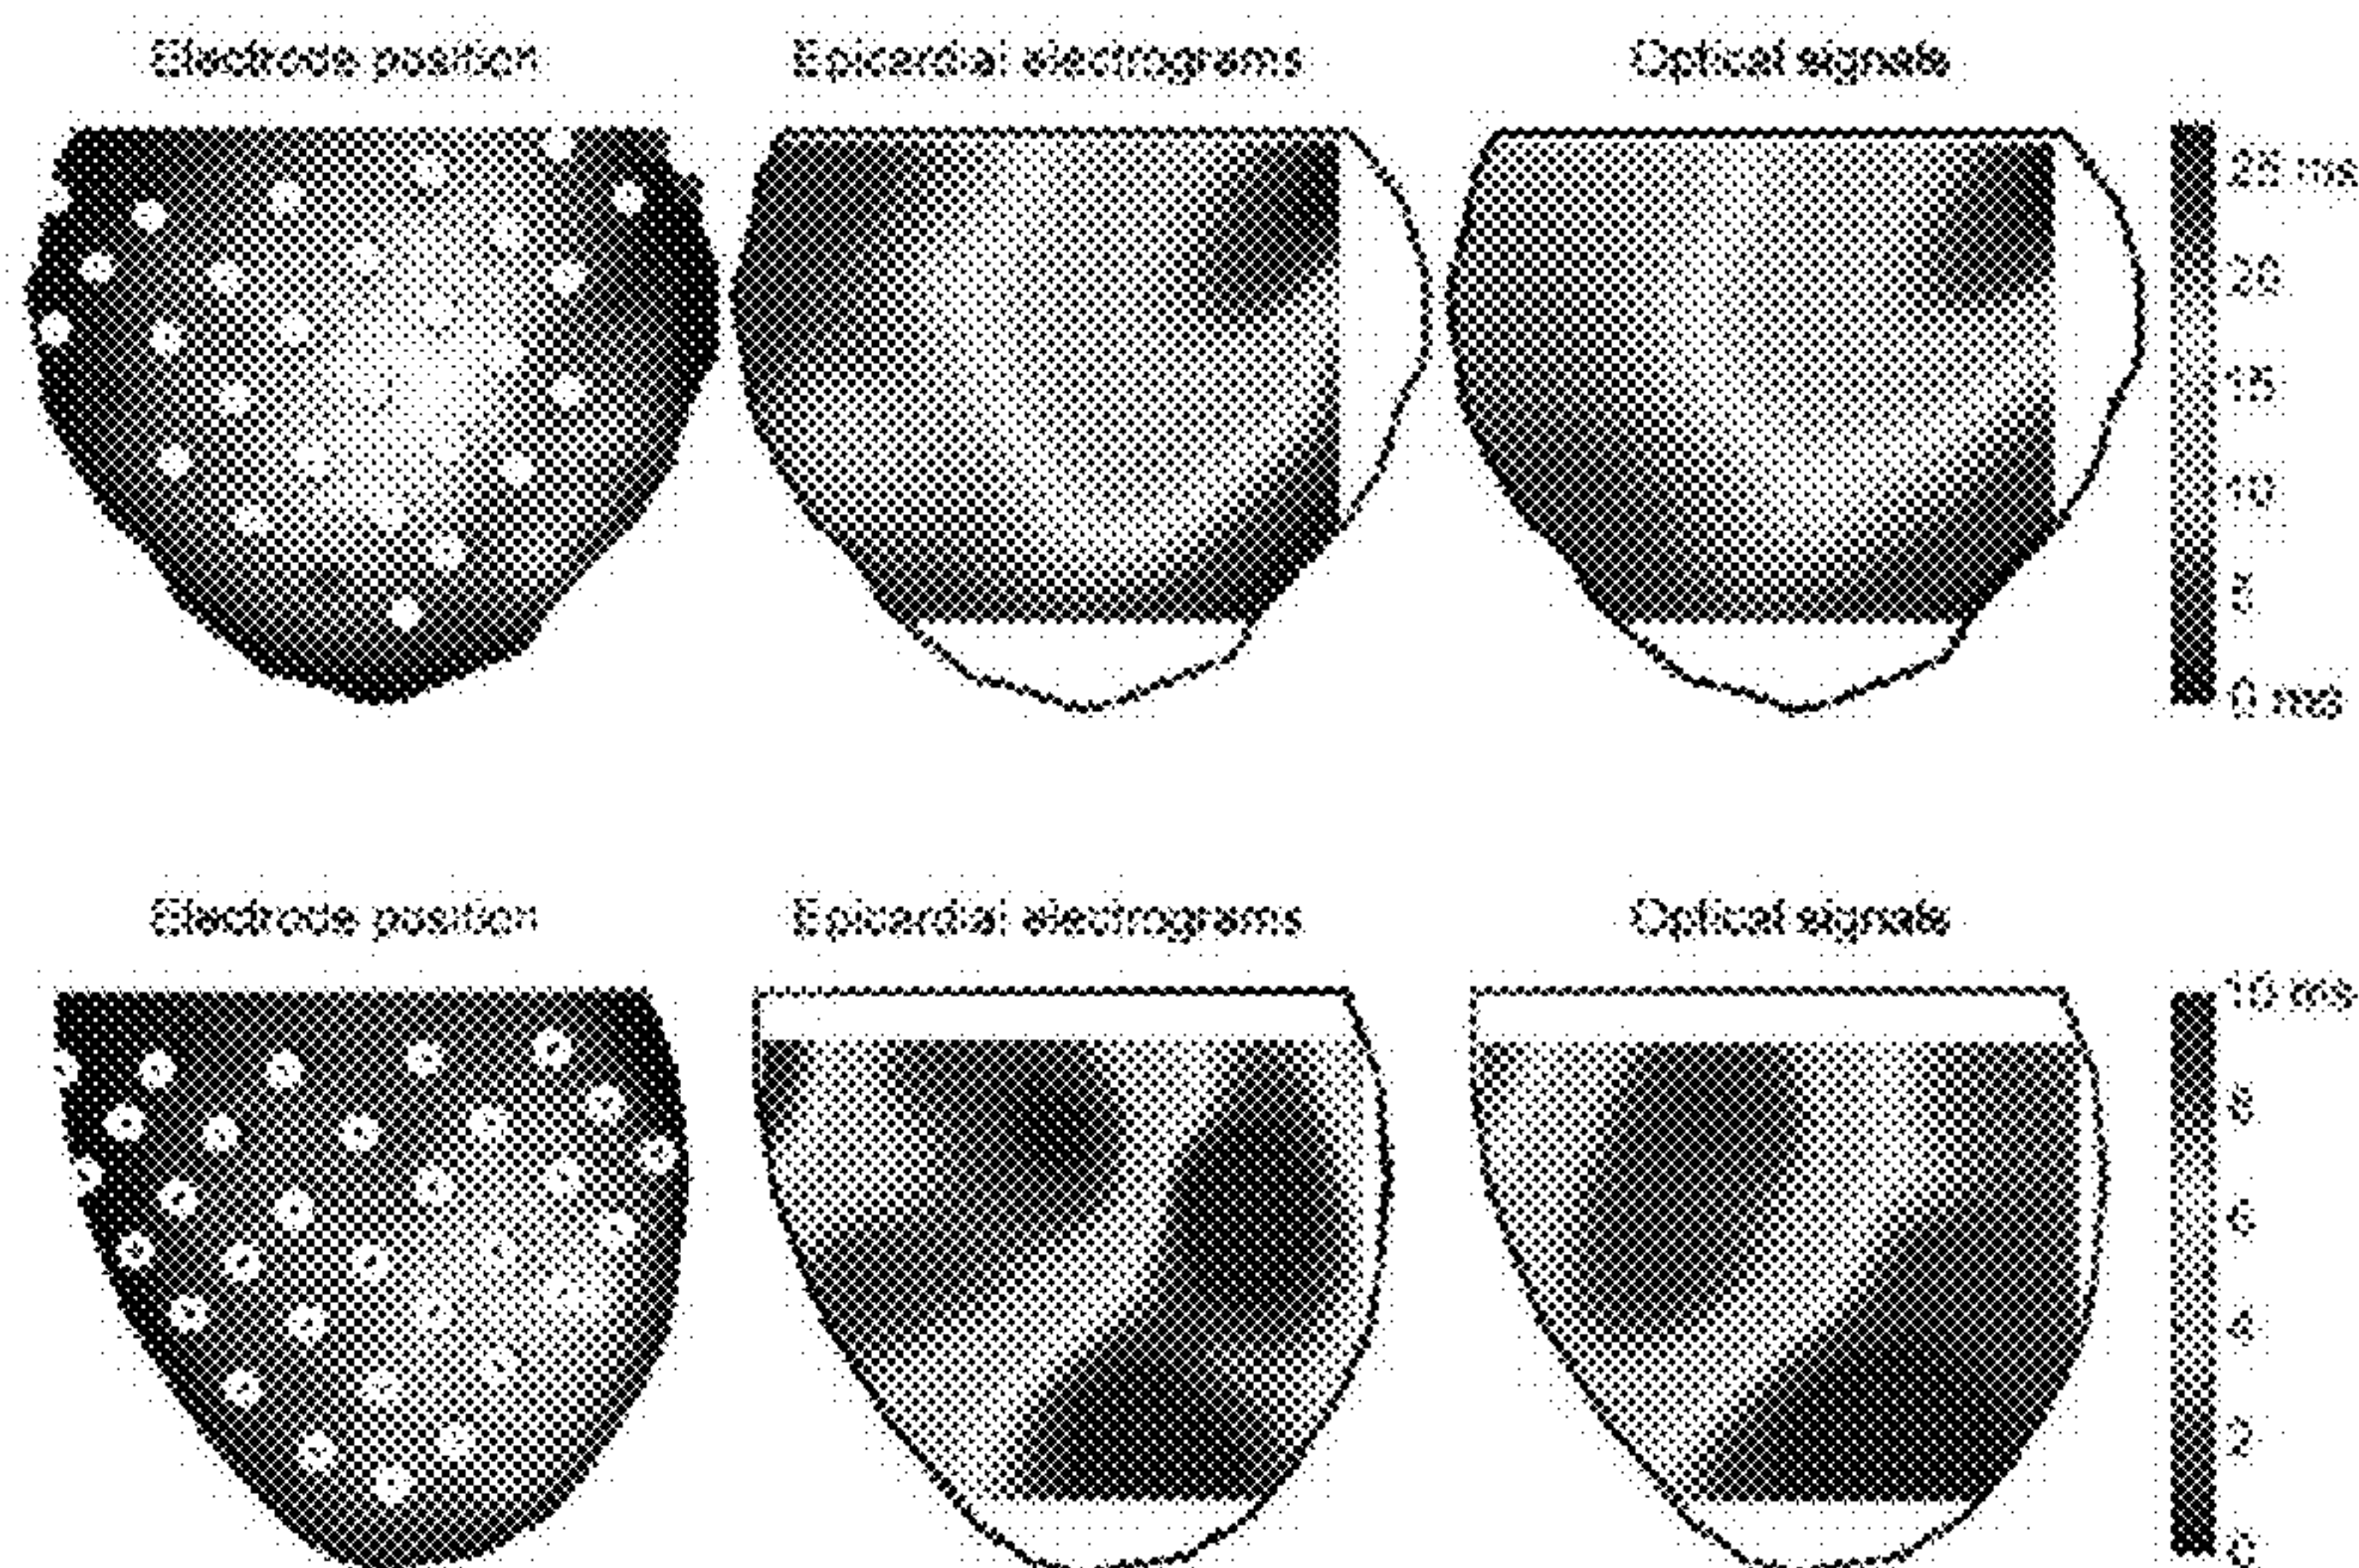 Electrode position
Epicardial electrograms
Optical signals
25 ms
20
15
10
5
0 ms
Electrode position
Epicardial electrograms
Optical signals
10 ms
8
6
4
2
0